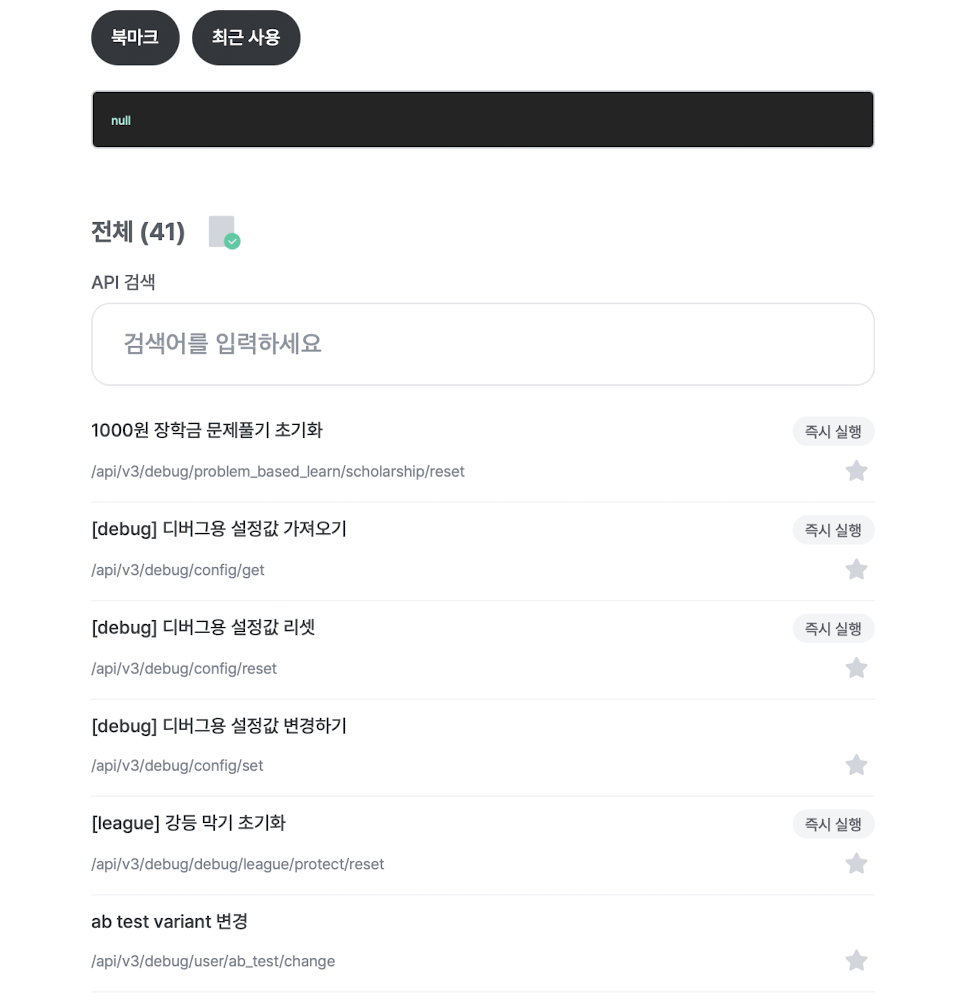 북마크
최근 사용
null
전체 (41)
API 검색
검색어를 입력하세요
1000원 장학금 문제풀기 초기화
즉시 실행
/api/v3/debug/problem_based_learn/scholarship/reset
[debug] 디버그용 설정값 가져오기
즉시 실행
/api/v3/debug/config/get
[debug] 디버그용 설정값 리셋
즉시 실행
/api/v3/debug/config/reset
[debug] 디버그용 설정값 변경하기
/api/v3/debug/config/set
[league] 강등 막기 초기화
즉시 실행
/api/v3/debug/debug/league/protect/reset
ab test variant 변경
/api/v3/debug/user/ab_test/change